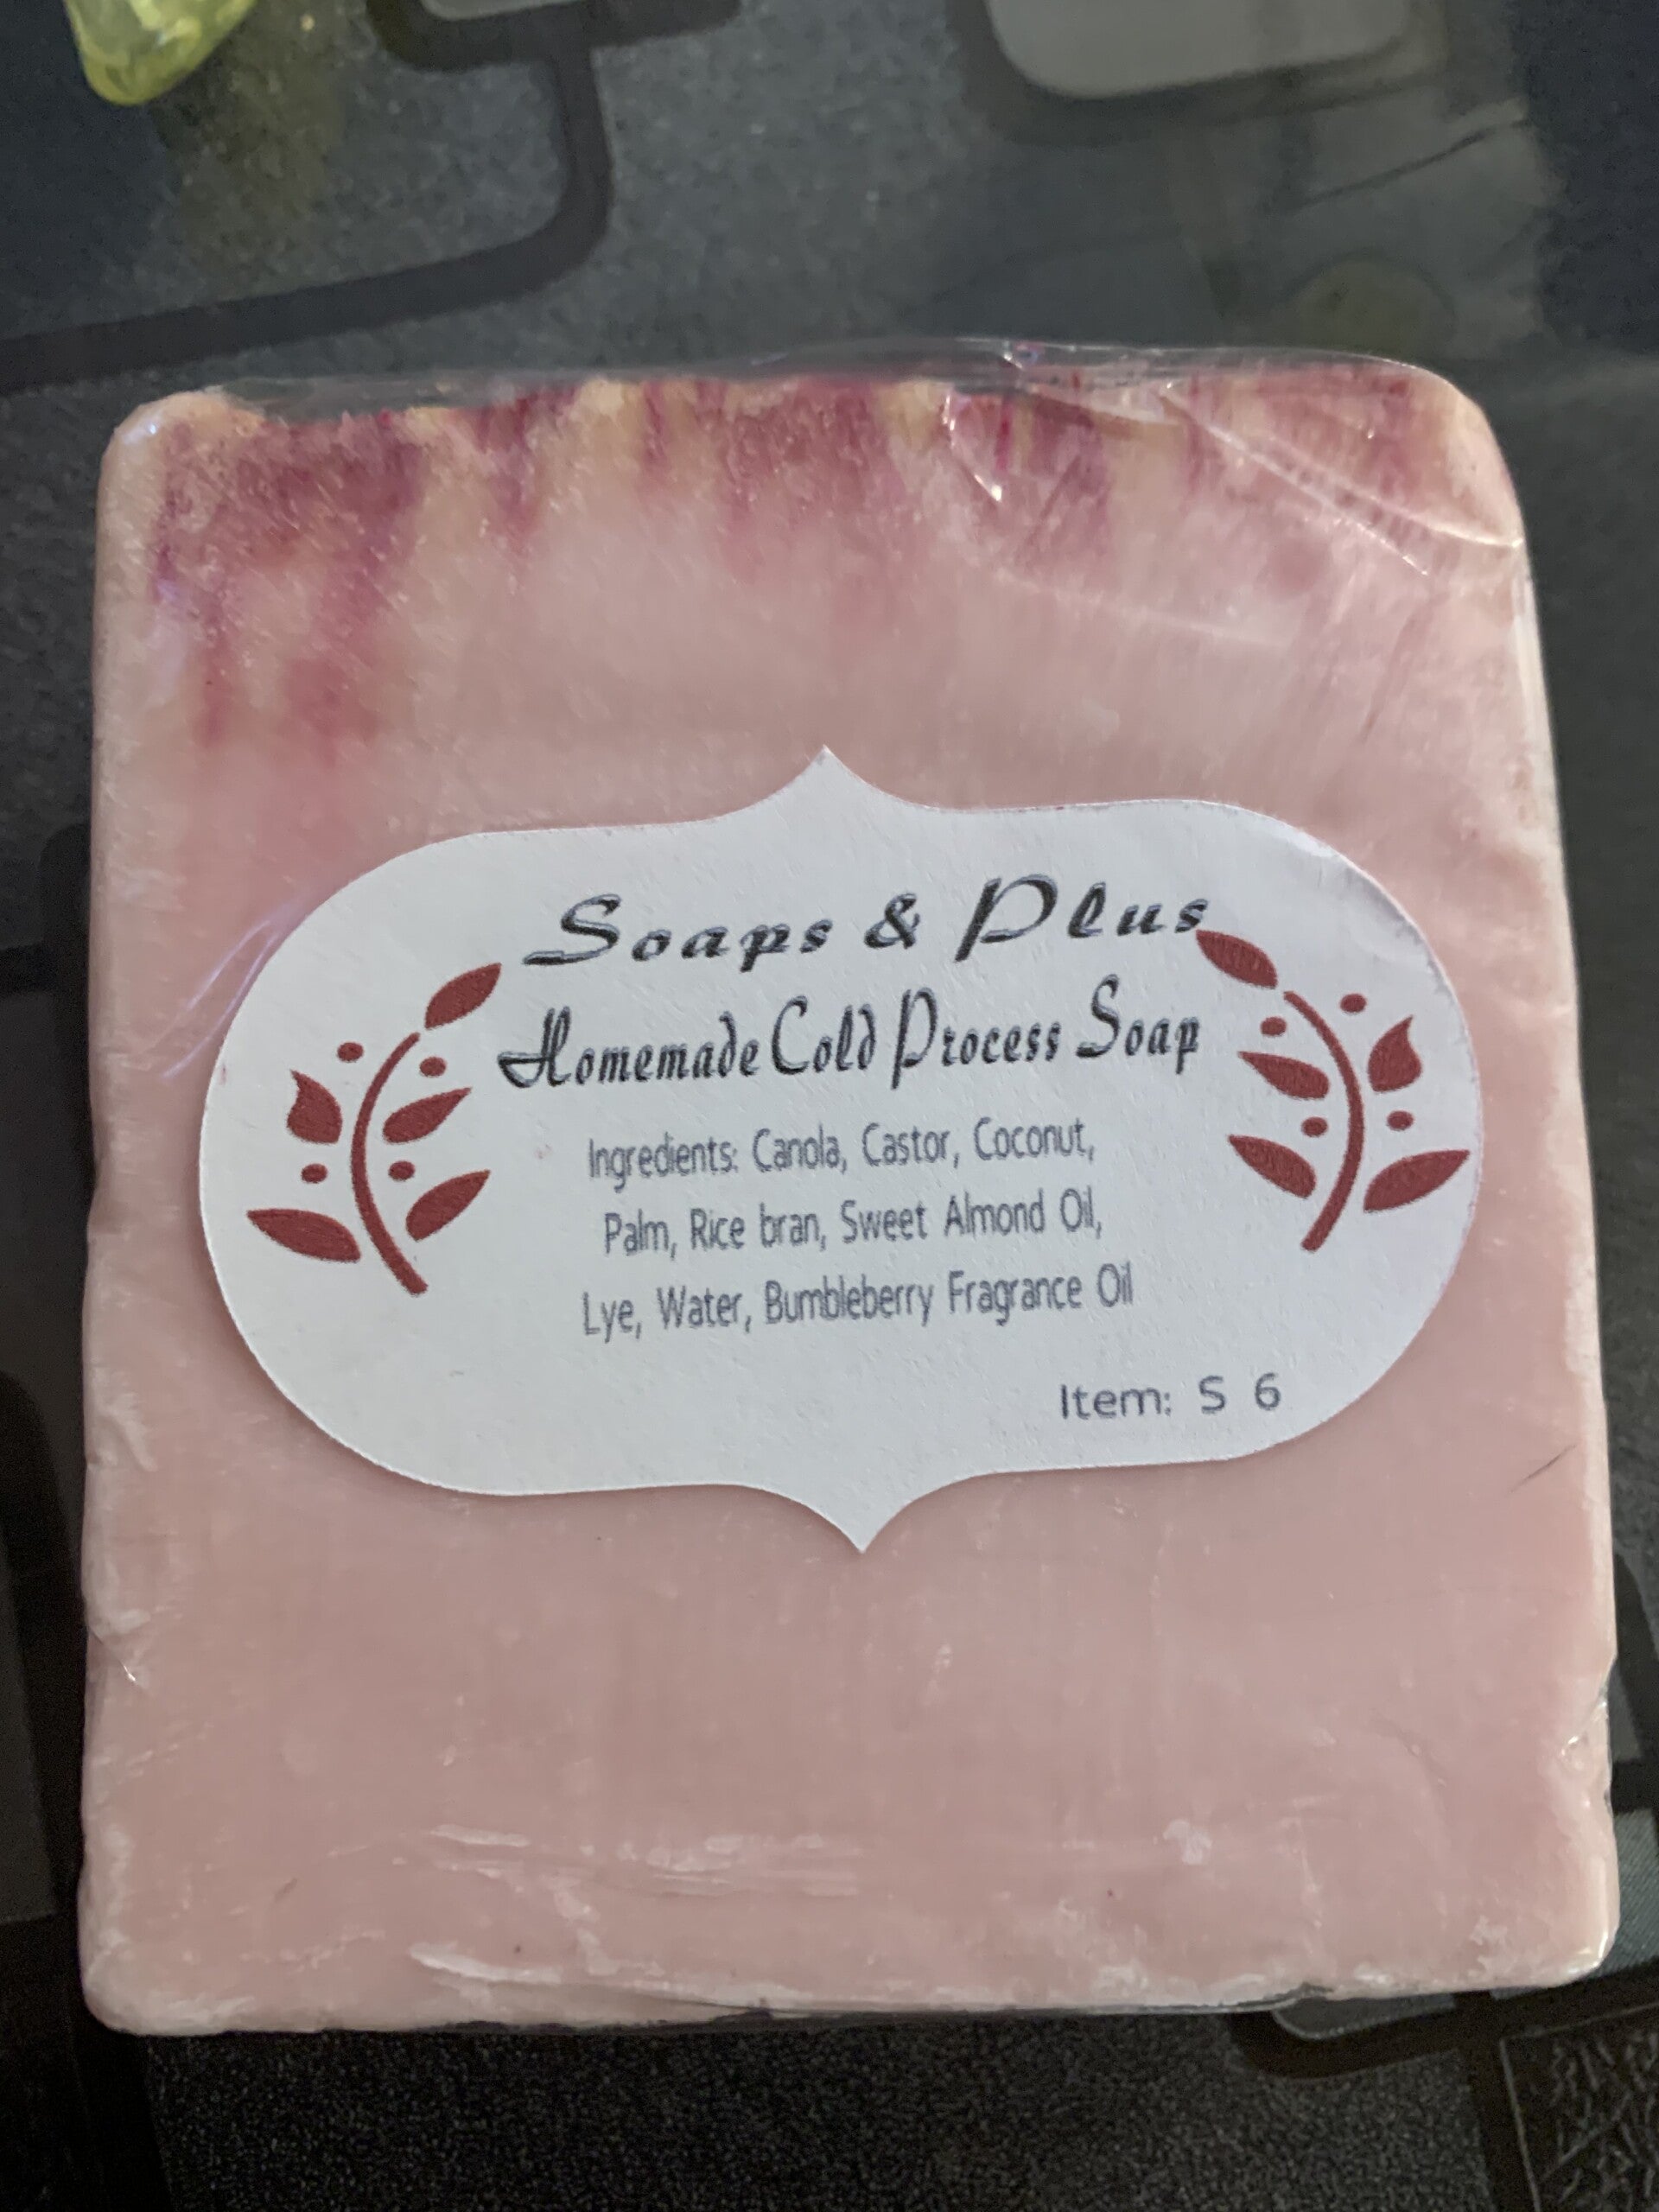 Soaps & Plus
Homemade Cold Process Soap
Ingredients: Canola, Castor, Coconut,
Palm, Rice bran, Sweet Almond Oil,
Lye, Water, Bumbleberry Fragrance Oil
Item: S 6